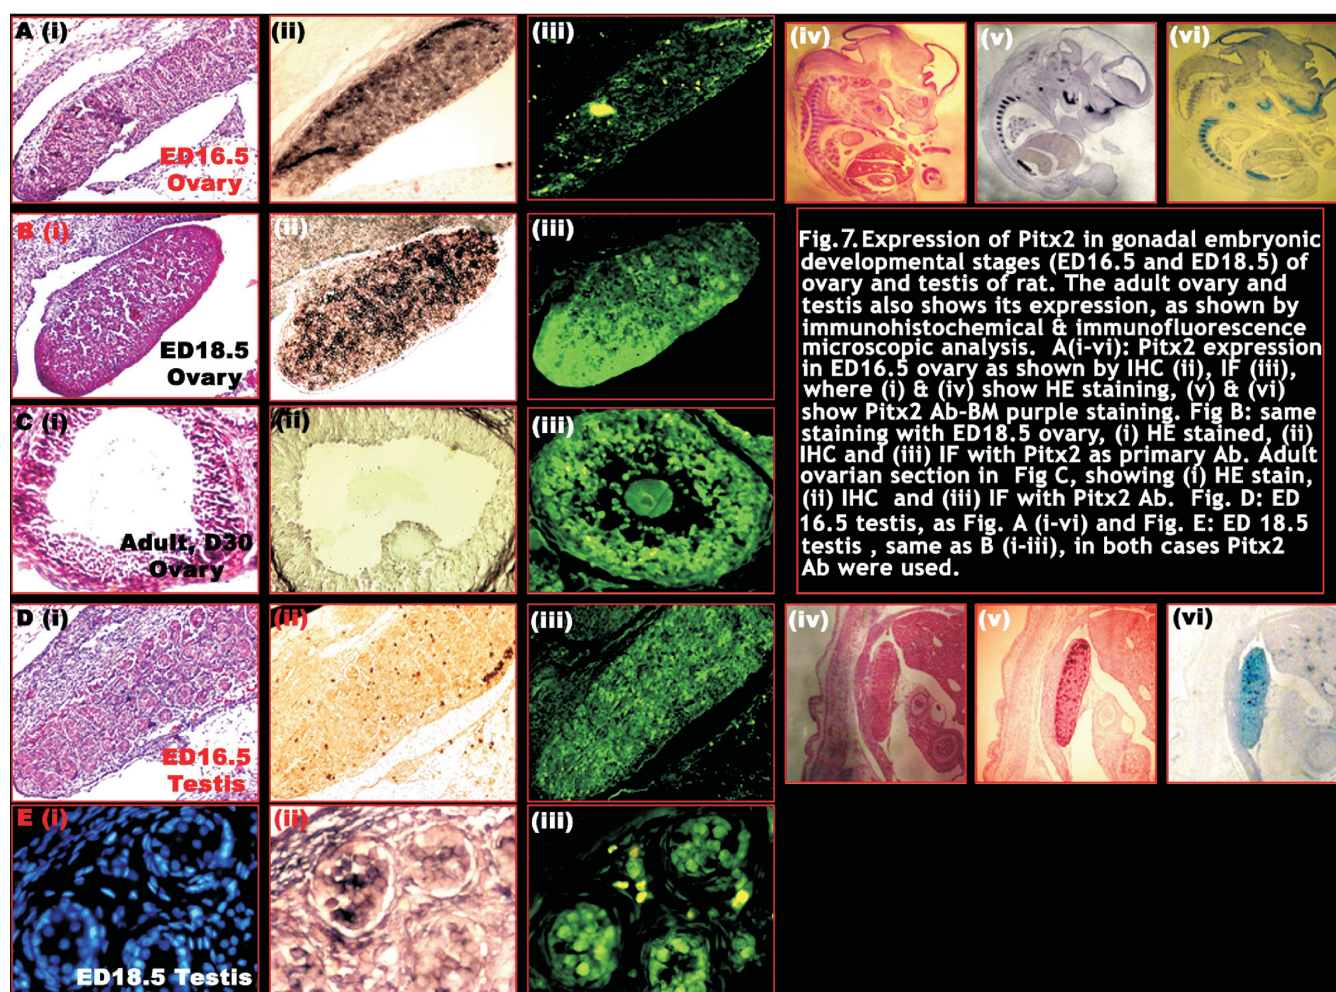 A (i)
(ii)
(iii)
(iv)
(v)
(vi)
ED16.5
Ovary
B (i)
(ii)
(iii)
ED18.5
Ovary
Fig.7. Expression of Pitx2 in gonadal embryonic
developmental stages (ED16.5 and ED18.5) of
ovary and testis of rat. The adult ovary and
testis also shows its expression, as shown by
immunohistochemical & immunofluorescence
microscopic analysis. A(i-vi): Pitx2 expression
in ED16.5 ovary as shown by IHC (ii), IF (iii),
where (i) & (iv) show HE staining, (v) & (vi)
show Pitx2 Ab-BM purple staining. Fig B: same
staining with ED18.5 ovary, (i) HE stained, (ii)
IHC and (iii) IF with Pitx2 as primary Ab. Adult
ovarian section in Fig C, showing (i) HE stain,
(ii) IHC and (iii) IF with Pitx2 Ab. Fig. D: ED
16.5 testis, as Fig. A (i-vi) and Fig. E: ED 18.5
testis , same as B (i-iii), in both cases Pitx2
Ab were used.
C (i)
(ii)
(iii)
Adult, D30
Ovary
D (i)
(ii)
(iii)
(iv)
(v)
(vi)
ED16.5
Testis
E (i)
(ii)
(iii)
ED18.5 Testis